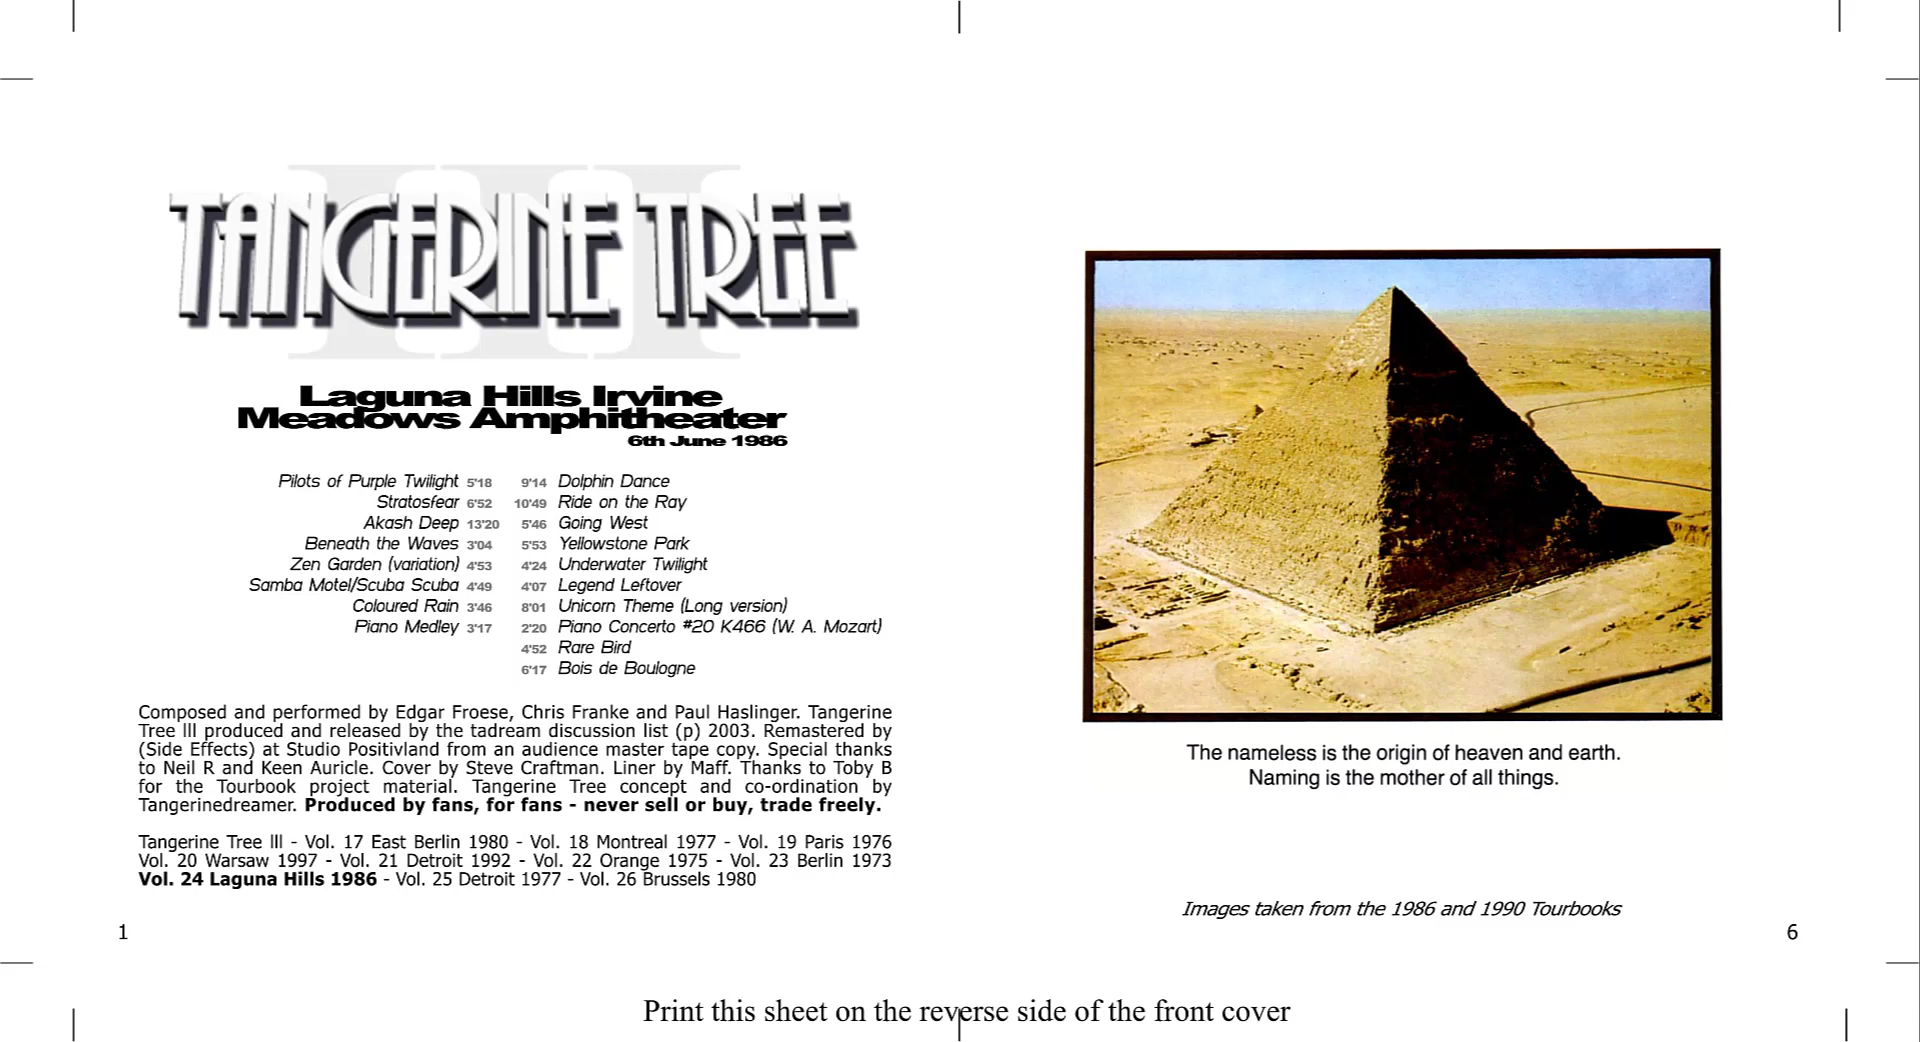 III
TANGERINE TREE
Laguna Hills Irvine
Meadows Amphitheater
6th June 1986
Pilots of Purple Twilight 5'18
Stratosfear 6'52
Akash Deep 13'20
Beneath the Waves 3'04
Zen Garden (variation) 4'53
Samba Motel/Scuba Scuba 4'49
Coloured Rain 3'46
Piano Medley 3'17
9'14 Dolphin Dance
10'49 Ride on the Ray
5'46 Going West
5'53 Yellowstone Park
4'24 Underwater Twilight
4'07 Legend Leftover
8'01 Unicorn Theme (Long version)
2'20 Piano Concerto #20 K466 (W. A. Mozart)
4'52 Rare Bird
6'17 Bois de Boulogne
Composed and performed by Edgar Froese, Chris Franke and Paul Haslinger. Tangerine
Tree lll produced and released by the tadream discussion list (p) 2003. Remastered by
(Side Effects) at Studio Positivland from an audience master tape copy. Special thanks
to Neil R and Keen Auricle. Cover by Steve Craftman. Liner by Maff. Thanks to Toby B
for the Tourbook project material. Tangerine Tree concept and co-ordination by
Tangerinedreamer. Produced by fans, for fans - never sell or buy, trade freely.
Tangerine Tree lll - Vol. 17 East Berlin 1980 - Vol. 18 Montreal 1977 - Vol. 19 Paris 1976
Vol. 20 Warsaw 1997 - Vol. 21 Detroit 1992 - Vol. 22 Orange 1975 - Vol. 23 Berlin 1973
Vol. 24 Laguna Hills 1986 - Vol. 25 Detroit 1977 - Vol. 26 Brussels 1980
1
The nameless is the origin of heaven and earth.
Naming is the mother of all things.
Images taken from the 1986 and 1990 Tourbooks
6
Print this sheet on the reverse side of the front cover